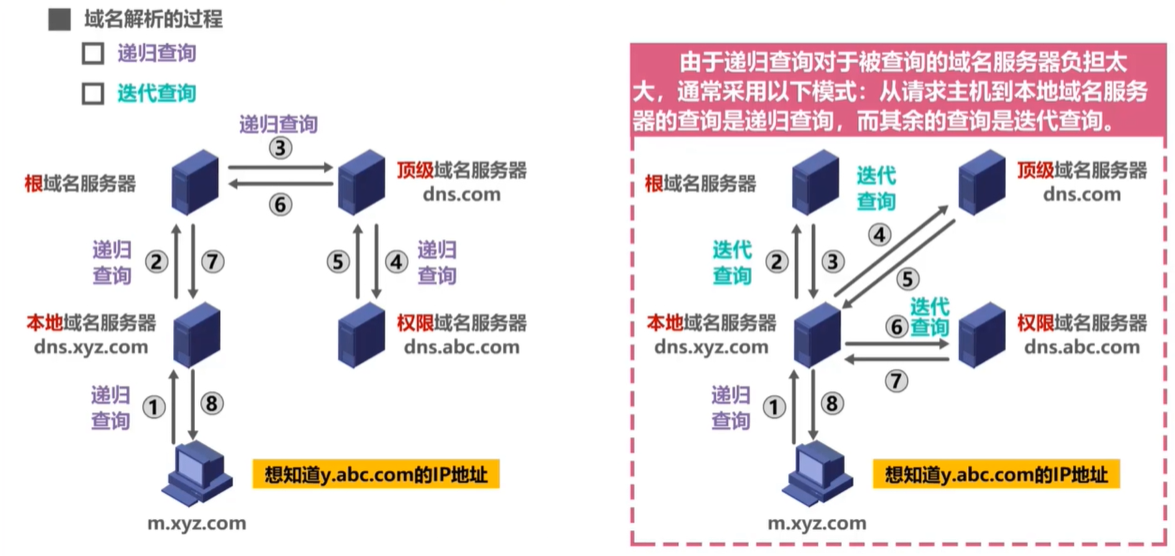 域名解析的过程
递归查询
迭代查询
递归查询
③
根域名服务器
顶级域名服务器
dns.com
⑥
递归
查询
②
⑦
⑤
④
递归
查询
本地域名服务器
dns.xyz.com
权限域名服务器
dns.abc.com
递归
查询
①
⑧
想知道y.abc.com的IP地址
m.xyz.com
由于递归查询对于被查询的域名服务器负担太
大，通常采用以下模式：从请求主机到本地域名服务
器的查询是递归查询，而其余的查询是迭代查询。
根域名服务器
迭代
查询
顶级域名服务器
dns.com
④
迭代
查询
②
③
⑤
本地域名服务器
dns.xyz.com
迭代
⑥
查询
权限域名服务器
dns.abc.com
⑦
递归
查询
①
⑧
想知道y.abc.com的IP地址
m.xyz.com